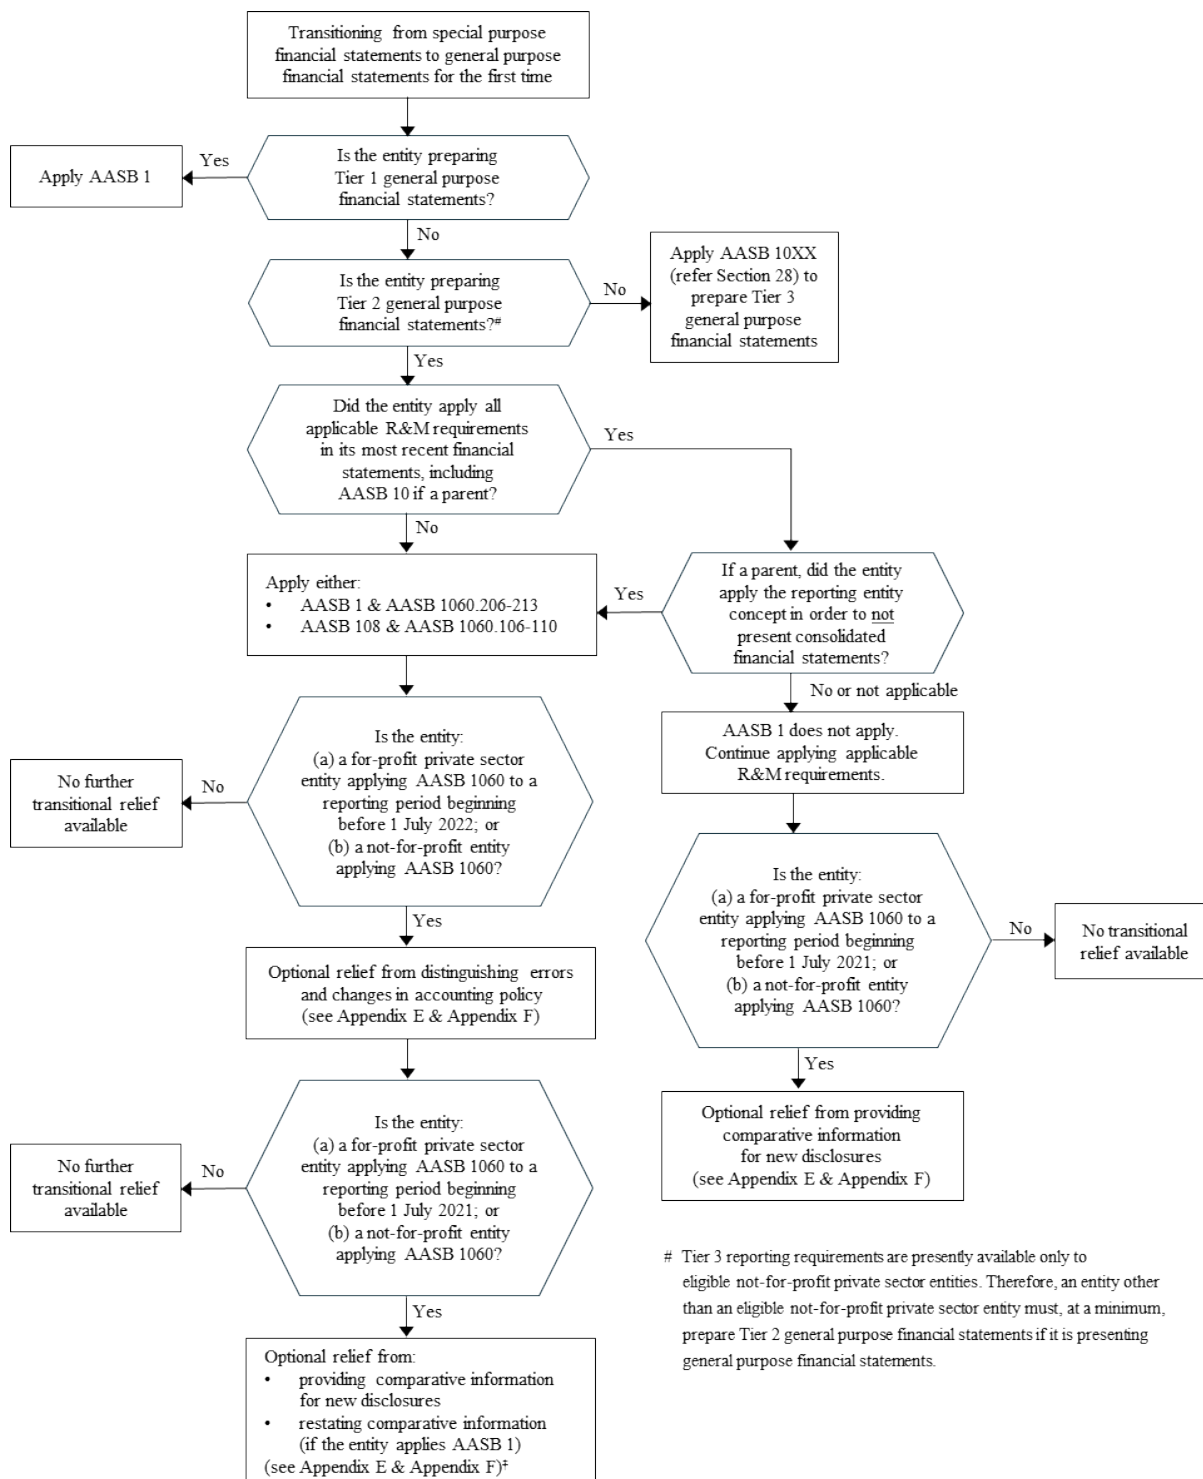 Transitioning from special purpose
financial statements to general purpose
financial statements for the first time
Is the entity preparing
Tier 1 general purpose
financial statements?
Yes
Apply AASB 1
No
Is the entity preparing
Tier 2 general purpose
financial statements?#
No
Apply AASB 10XX
(refer Section 28) to
prepare Tier 3
general purpose
financial statements
Yes
Did the entity apply all
applicable R&M requirements
in its most recent financial
statements, including
AASB 10 if a parent?
Yes
No
Apply either:
• AASB 1 & AASB 1060.206-213
• AASB 108 & AASB 1060.106-110
Yes
If a parent, did the entity
apply the reporting entity
concept in order to not
present consolidated
financial statements?
No or not applicable
AASB 1 does not apply.
Continue applying applicable
R&M requirements.
Is the entity:
(a) a for-profit private sector
entity applying AASB 1060 to a
reporting period beginning
before 1 July 2022; or
(b) a not-for-profit entity
applying AASB 1060?
No
No further
transitional relief
available
Yes
Optional relief from distinguishing errors
and changes in accounting policy
(see Appendix E & Appendix F)
Is the entity:
(a) a for-profit private sector
entity applying AASB 1060 to a
reporting period beginning
before 1 July 2021; or
(b) a not-for-profit entity
applying AASB 1060?
No
No transitional
relief available
Yes
Optional relief from providing
comparative information
for new disclosures
(see Appendix E & Appendix F)
Is the entity:
(a) a for-profit private sector
entity applying AASB 1060 to a
reporting period beginning
before 1 July 2021; or
(b) a not-for-profit entity
applying AASB 1060?
No
No further
transitional relief
available
Yes
Optional relief from:
• providing comparative information
for new disclosures
• restating comparative information
(if the entity applies AASB 1)
(see Appendix E & Appendix F)‡
# Tier 3 reporting requirements are presently available only to
eligible not-for-profit private sector entities. Therefore, an entity other
than an eligible not-for-profit private sector entity must, at a minimum,
prepare Tier 2 general purpose financial statements if it is presenting
general purpose financial statements.